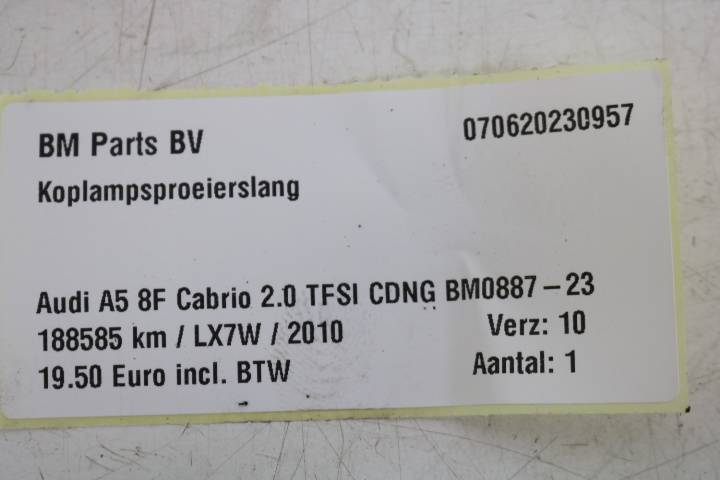 BM Parts BV 070620230957
Koplampsproeierslang
Audi A5 8F Cabrio 2.0 TFSI CDNG BM0887-23
188585 km / LX7W / 2010 Verz: 10
19.50 Euro incl. BTW Aantal: 1